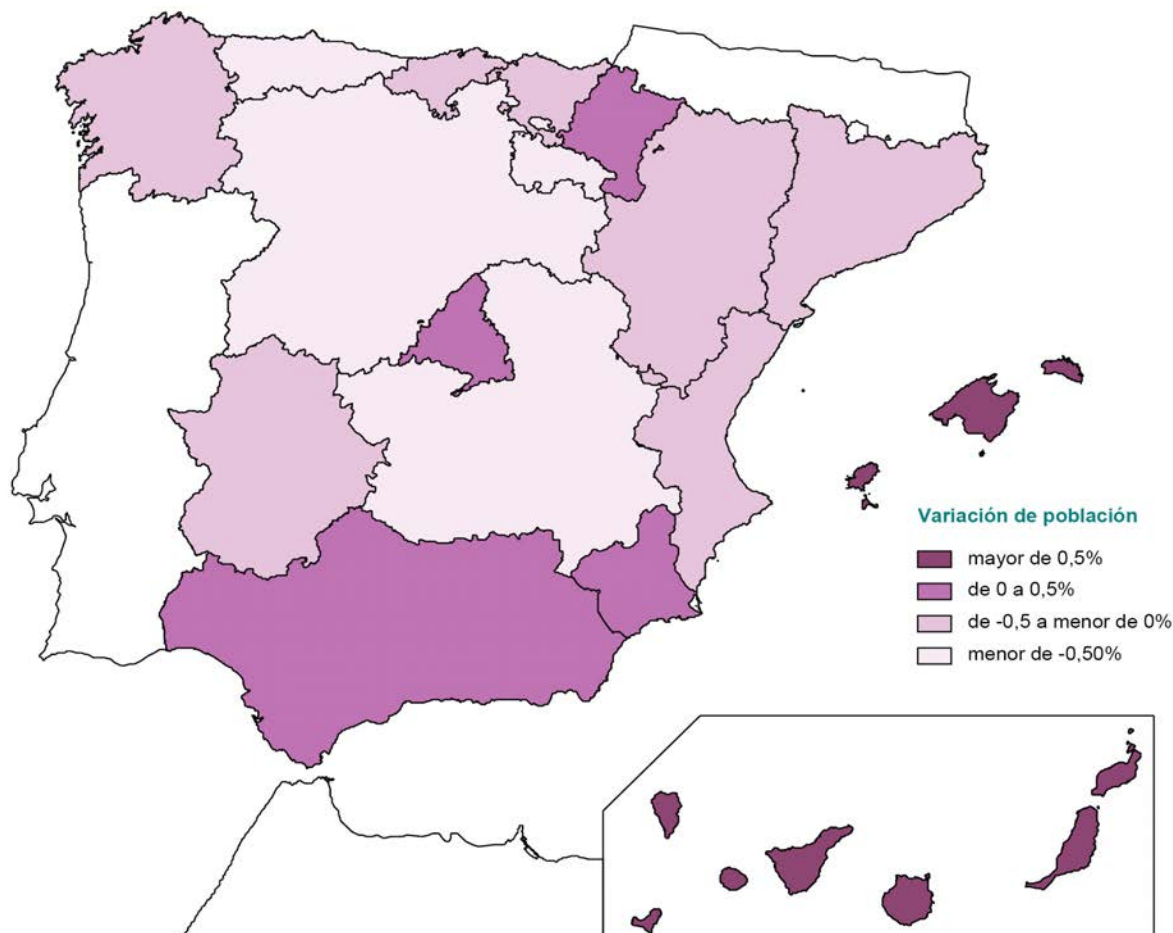 Variación de población
mayor de 0,5%
de 0 a 0,5%
de -0,5 a menor de 0%
menor de -0,50%